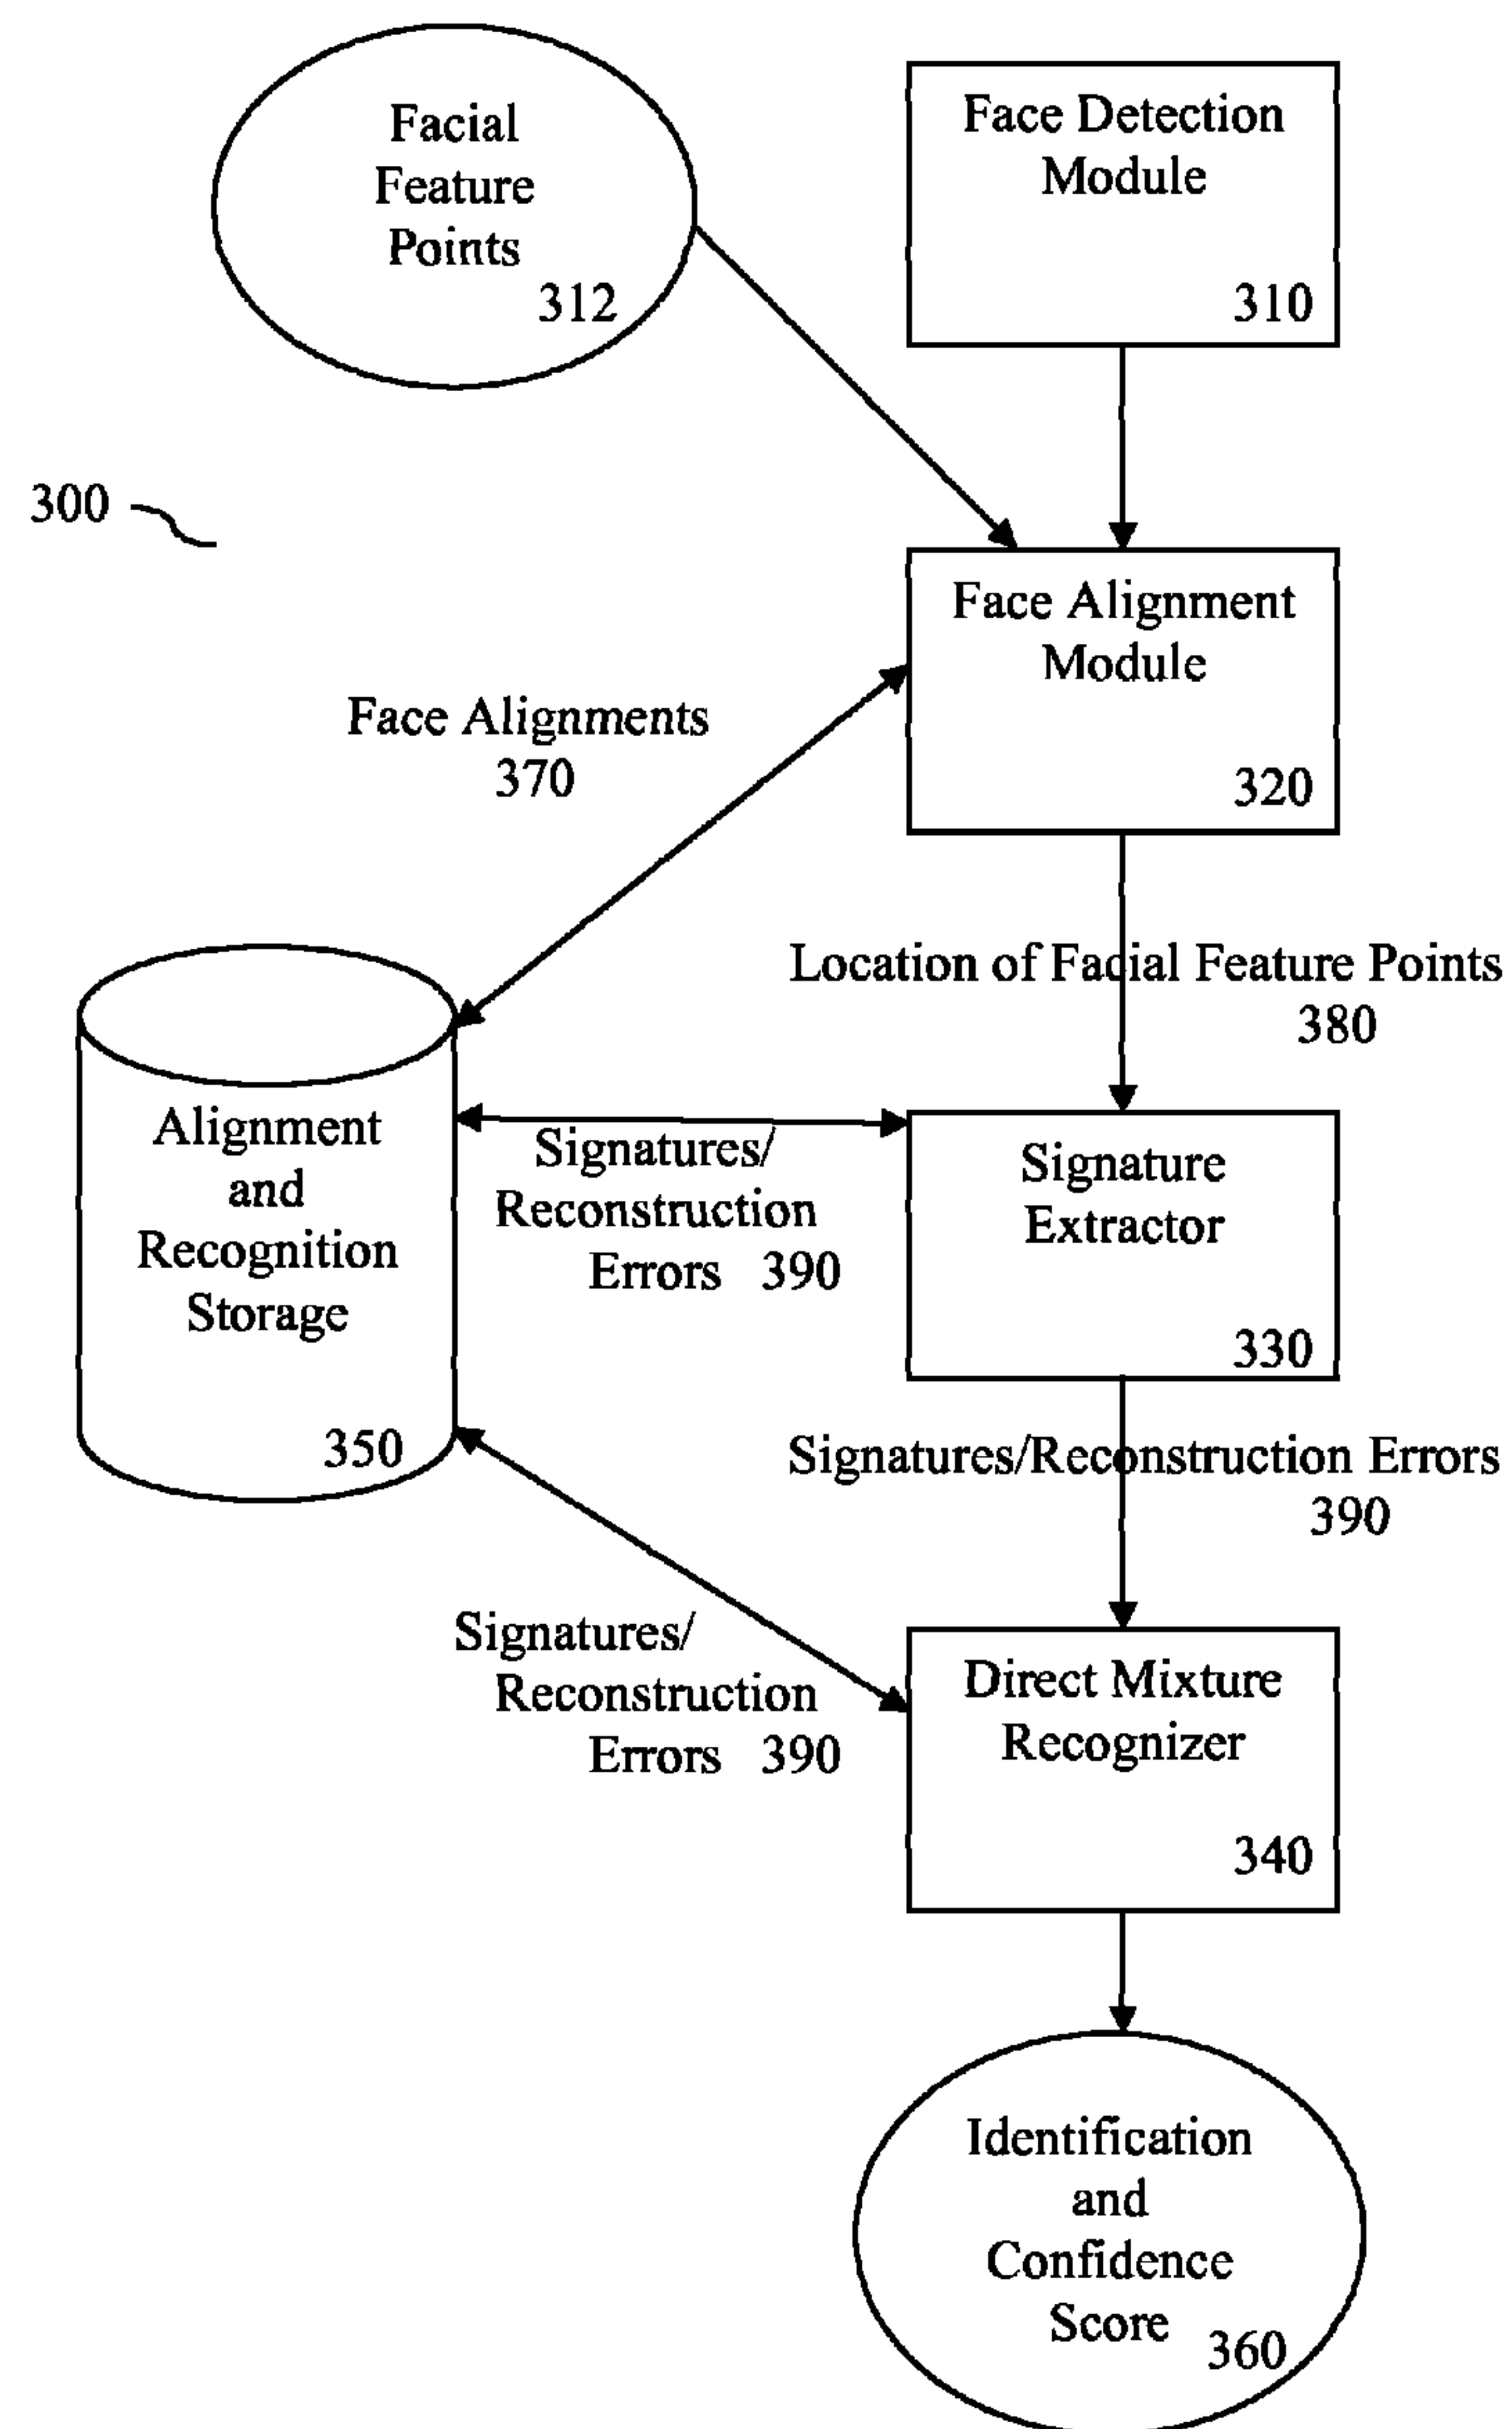 Facial
Feature
Points
312
Face Detection
Module
310
300
Face Alignment
Module
320
Face Alignments
370
Location of Facial Feature Points
380
Alignment
and
Recognition
Storage
350
Signatures/
Reconstruction
Errors 390
Signature
Extractor
330
Signatures/Reconstruction Errors
390
Signatures/
Reconstruction
Errors 390
Direct Mixture
Recognizer
340
Identification
and
Confidence
Score
360